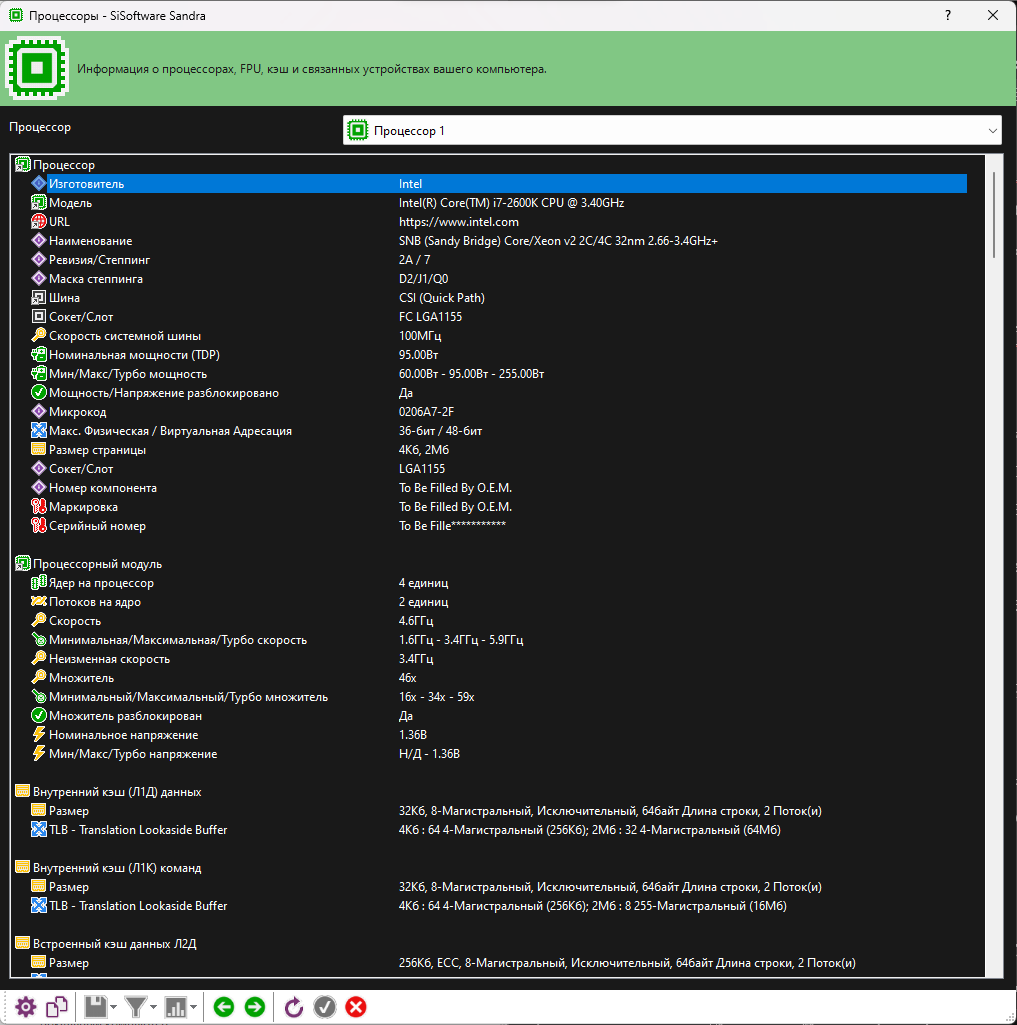 Процессоры - SiSoftware Sandra
Информация о процессорах, FPU, кэш и связанных устройствах вашего компьютера.
Процессор Процессор 1
Процессор
Изготовитель Intel
Модель Intel(R) Core(TM) i7-2600K CPU @ 3.40GHz
URL https://www.intel.com
Наименование SNB (Sandy Bridge) Core/Xeon v2 2C/4C 32nm 2.66-3.4GHz+
Ревизия/Степпинг 2A / 7
Маска степпинга D2/J1/Q0
Шина CSI (Quick Path)
Сокет/Слот FC LGA1155
Скорость системной шины 100МГц
Номинальная мощности (TDP) 95.00Вт
Мин/Макс/Турбо мощность 60.00Вт - 95.00Вт - 255.00Вт
Мощность/Напряжение разблокировано Да
Микрокод 0206A7-2F
Макс. Физическая / Виртуальная Адресация 36-бит / 48-бит
Размер страницы 4Кб, 2Мб
Сокет/Слот LGA1155
Номер компонента To Be Filled By O.E.M.
Маркировка To Be Filled By O.E.M.
Серийный номер To Be Fille***********
Процессорный модуль
Ядер на процессор 4 единиц
Потоков на ядро 2 единиц
Скорость 4.6ГГц
Минимальная/Максимальная/Турбо скорость 1.6ГГц - 3.4ГГц - 5.9ГГц
Неизменная скорость 3.4ГГц
Множитель 46x
Минимальный/Максимальный/Турбо множитель 16x - 34x - 59x
Множитель разблокирован Да
Номинальное напряжение 1.36В
Мин/Макс/Турбо напряжение Н/Д - 1.36В
Внутренний кэш (Л1Д) данных
Размер 32Кб, 8-Магистральный, Исключительный, 64байт Длина строки, 2 Поток(и)
TLB - Translation Lookaside Buffer 4Кб : 64 4-Магистральный (256Кб); 2Мб : 32 4-Магистральный (64Мб)
Внутренний кэш (Л1К) команд
Размер 32Кб, 8-Магистральный, Исключительный, 64байт Длина строки, 2 Поток(и)
TLB - Translation Lookaside Buffer 4Кб : 64 4-Магистральный (256Кб); 2Мб : 8 255-Магистральный (16Мб)
Встроенный кэш данных Л2Д
Размер 256Кб, ECC, 8-Магистральный, Исключительный, 64байт Длина строки, 2 Поток(и)